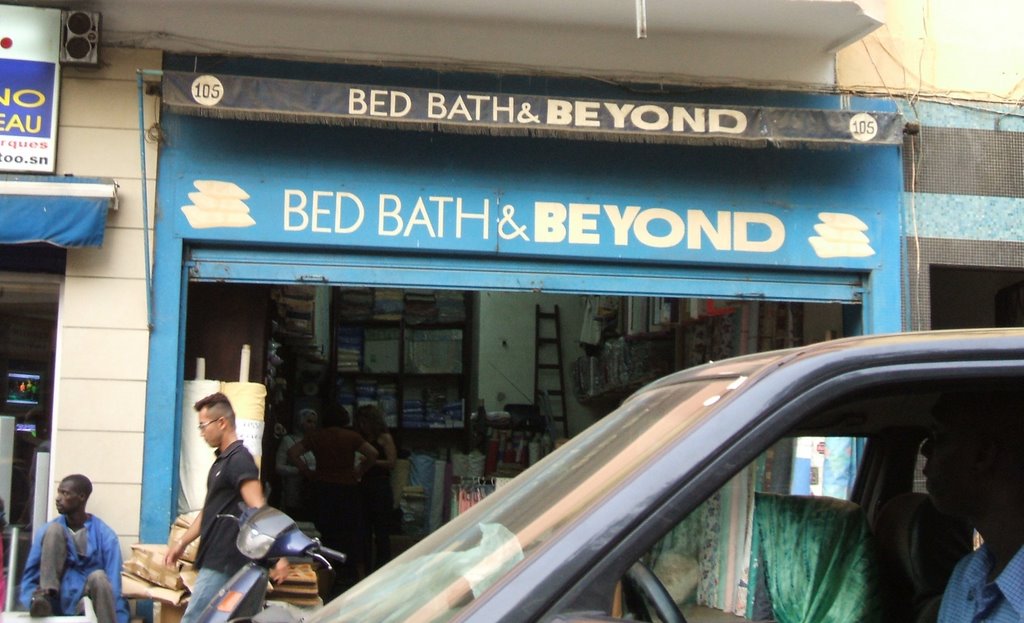 NO
EAU
rques
too.sn
105 BED BATH & BEYOND 105
BED BATH & BEYOND